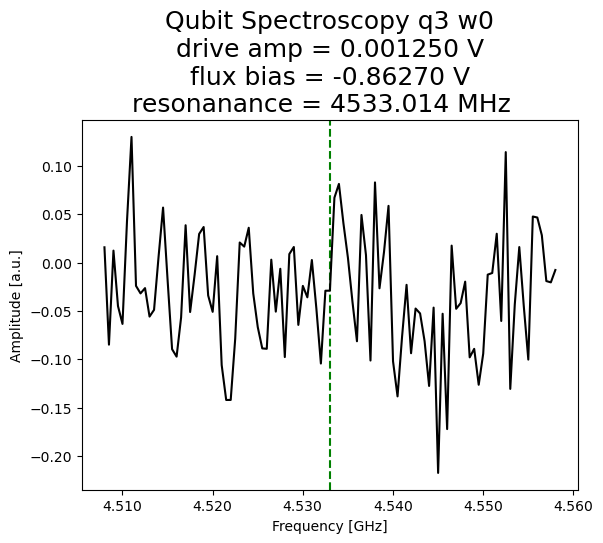 Qubit Spectroscopy q3 w0
drive amp = 0.001250 V
flux bias = -0.86270 V
resonanance = 4533.014 MHz
0.10
0.05
0.00
−0.05
−0.10
−0.15
−0.20
Amplitude [a.u.]
4.510 4.520 4.530 4.540 4.550 4.560
Frequency [GHz]